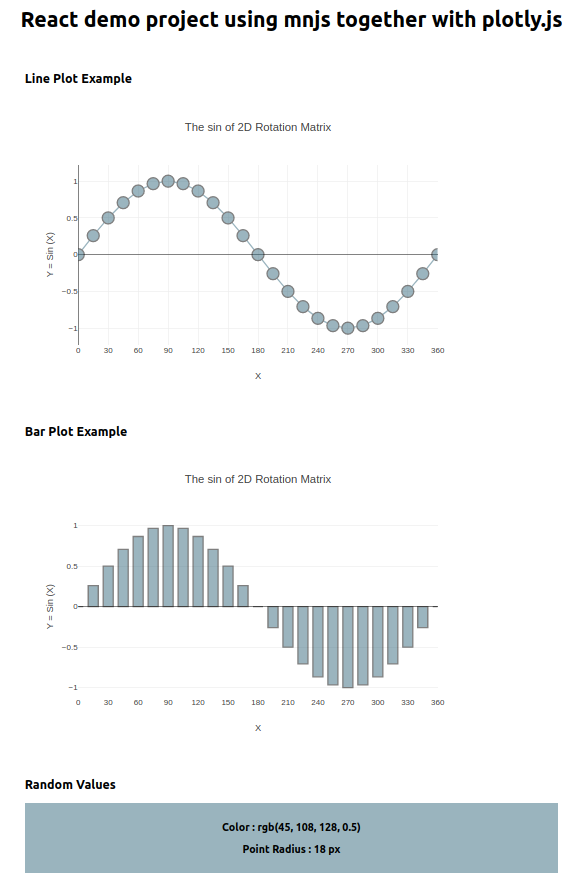 React demo project using mnjs together with plotly.js
Line Plot Example
The sin of 2D Rotation Matrix
1
0.5
0
−0.5
−1
Y = Sin (X)
0 30 60 90 120 150 180 210 240 270 300 330 360
X
Bar Plot Example
The sin of 2D Rotation Matrix
1
0.5
0
−0.5
−1
Y = Sin (X)
0 30 60 90 120 150 180 210 240 270 300 330 360
X
Random Values
Color : rgb(45, 108, 128, 0.5)
Point Radius : 18 px